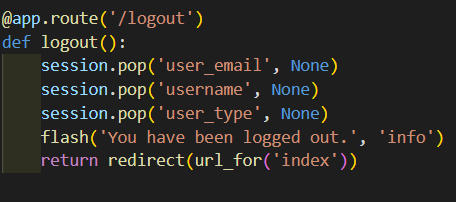 @app.route('/logout')
def logout():
    session.pop('user_email', None)
    session.pop('username', None)
    session.pop('user_type', None)
    flash('You have been logged out.', 'info')
    return redirect(url_for('index'))